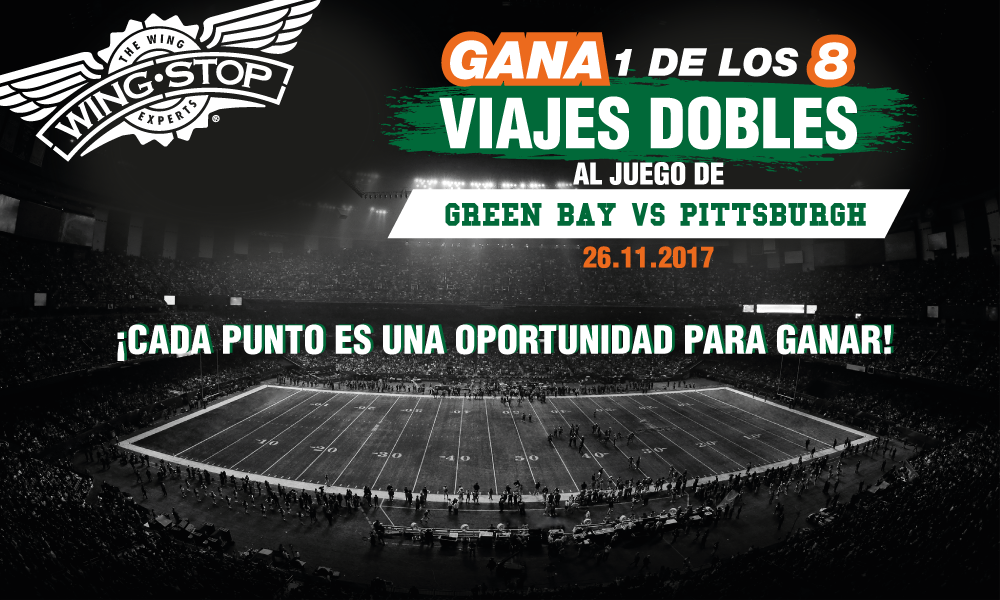 THE WING
WING·STOP
EXPERTS
®
GANA 1 DE LOS 8
VIAJES DOBLES
AL JUEGO DE
GREEN BAY VS PITTSBURGH
26.11.2017
¡CADA PUNTO ES UNA OPORTUNIDAD PARA GANAR!